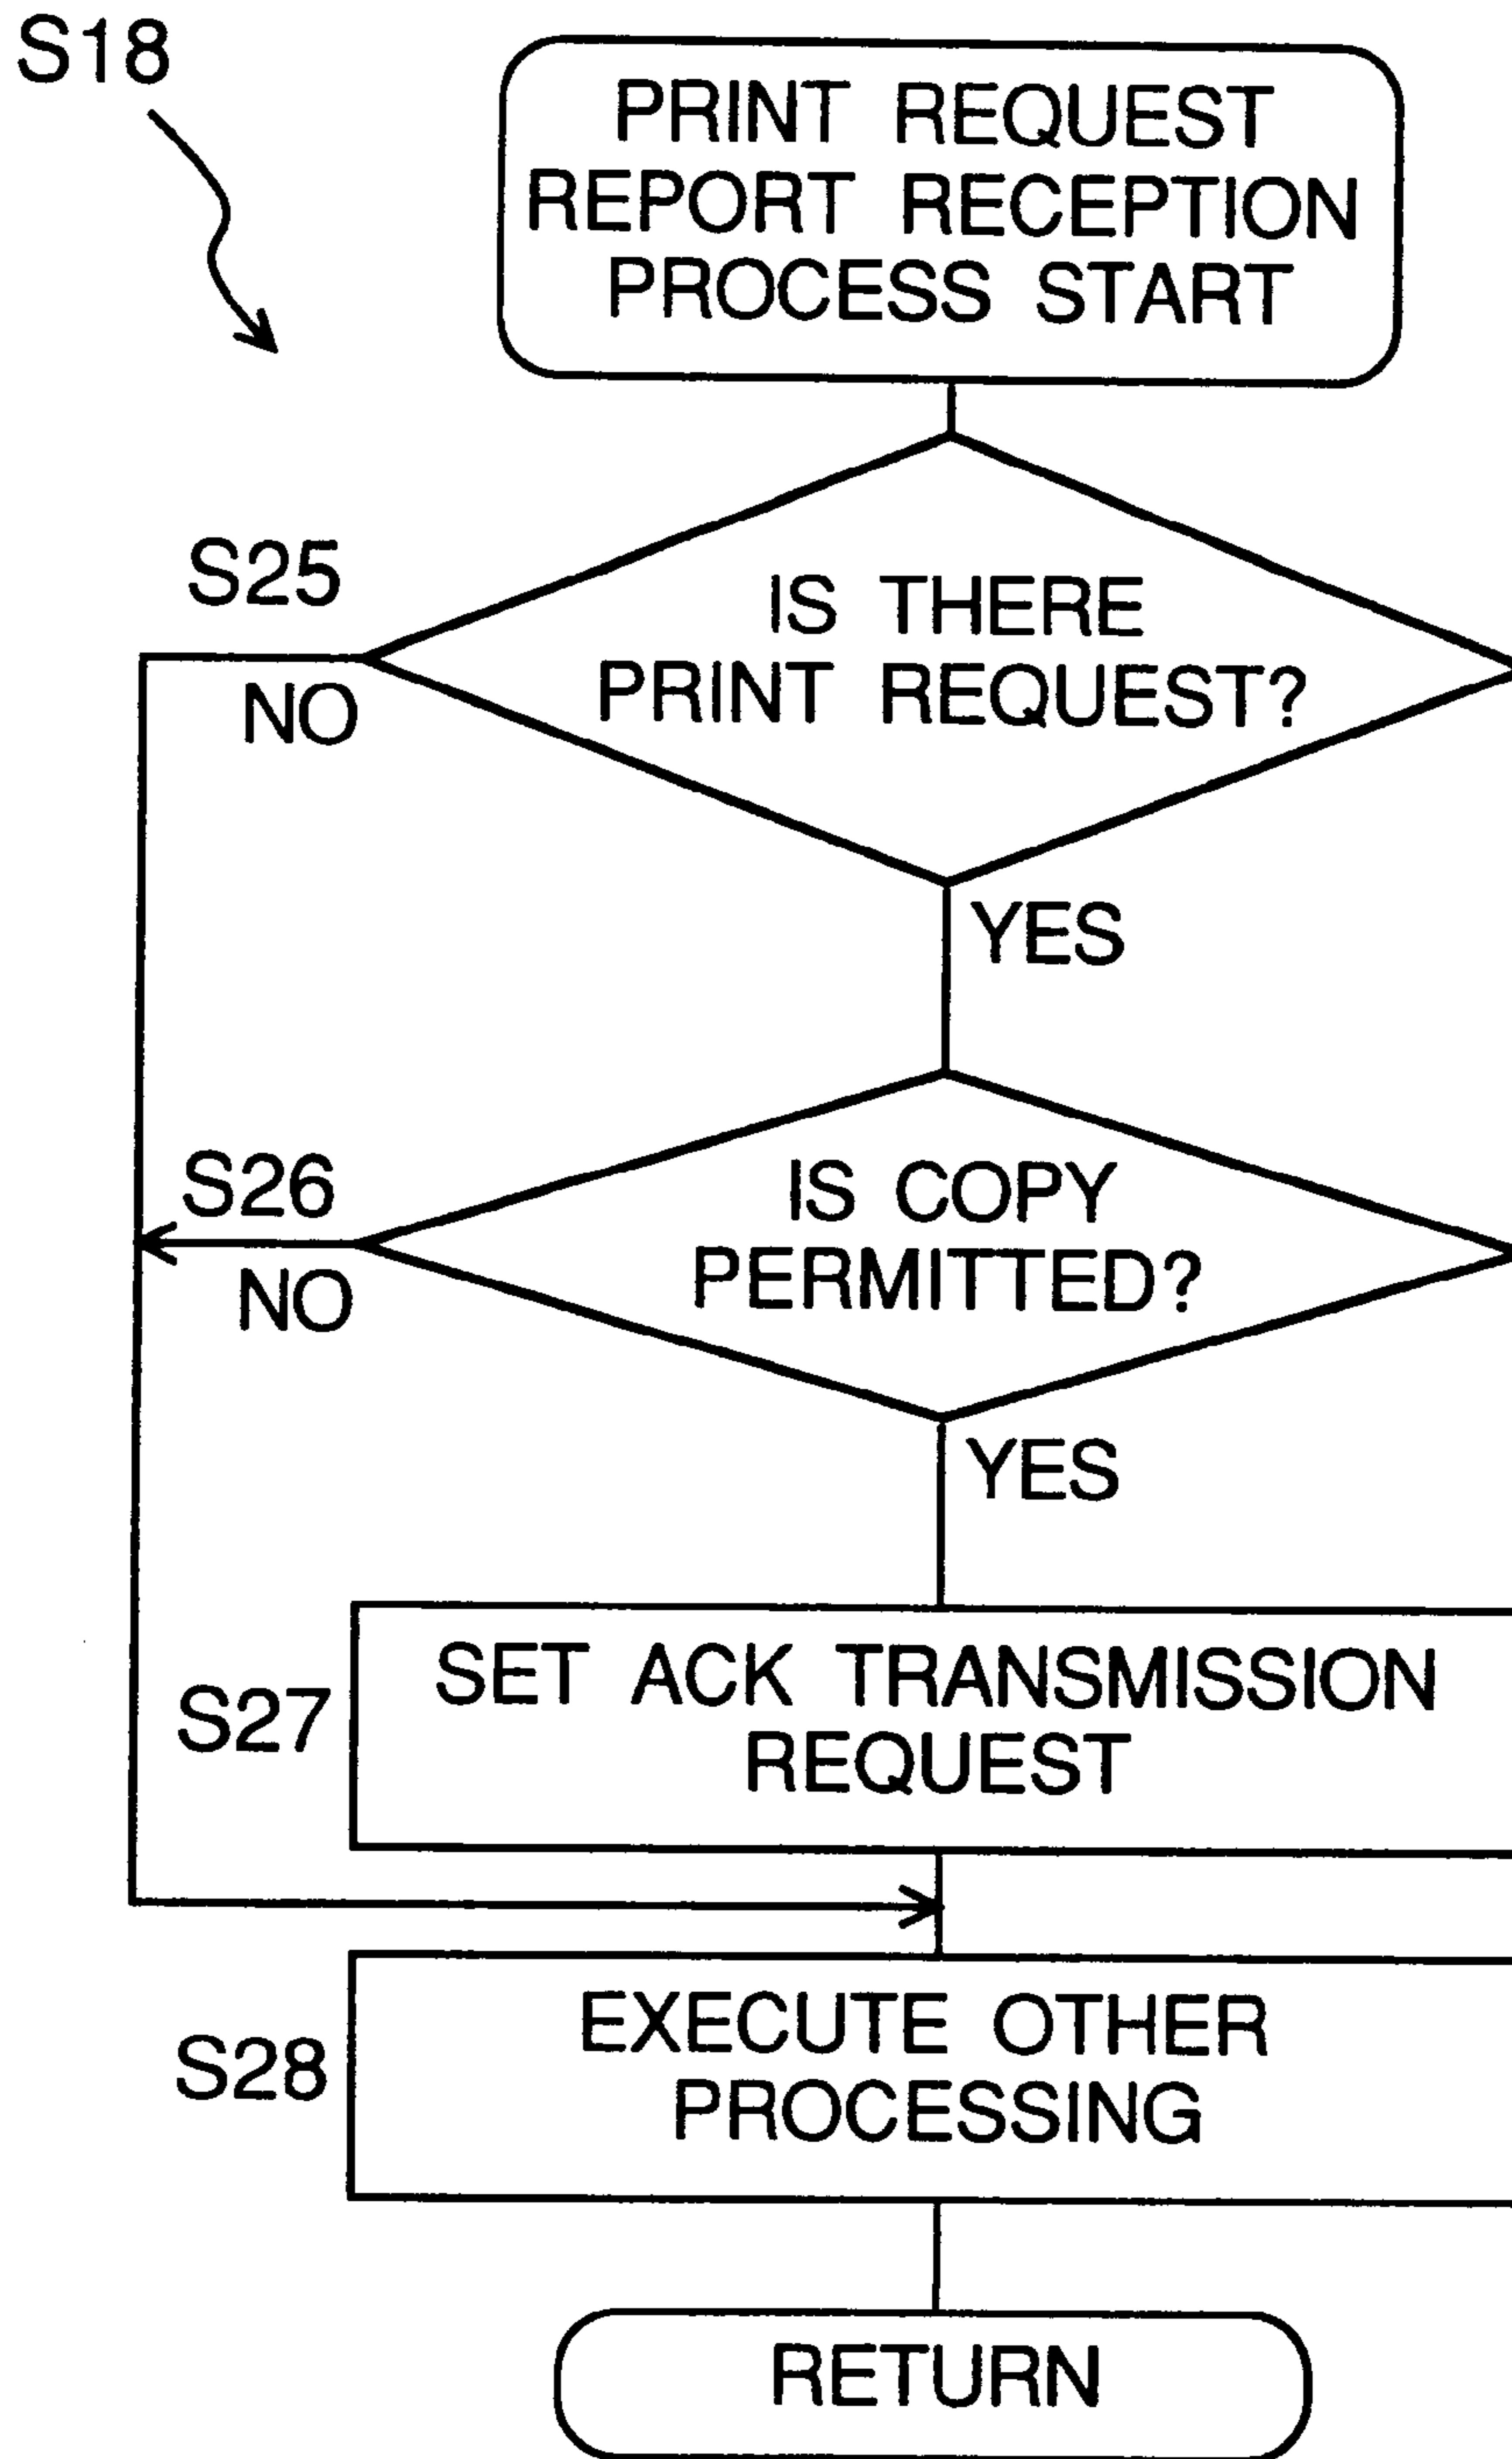 S18
PRINT REQUEST
REPORT RECEPTION
PROCESS START
S25
IS THERE
PRINT REQUEST?
NO
YES
S26
IS COPY
PERMITTED?
NO
YES
S27
SET ACK TRANSMISSION
REQUEST
S28
EXECUTE OTHER
PROCESSING
RETURN